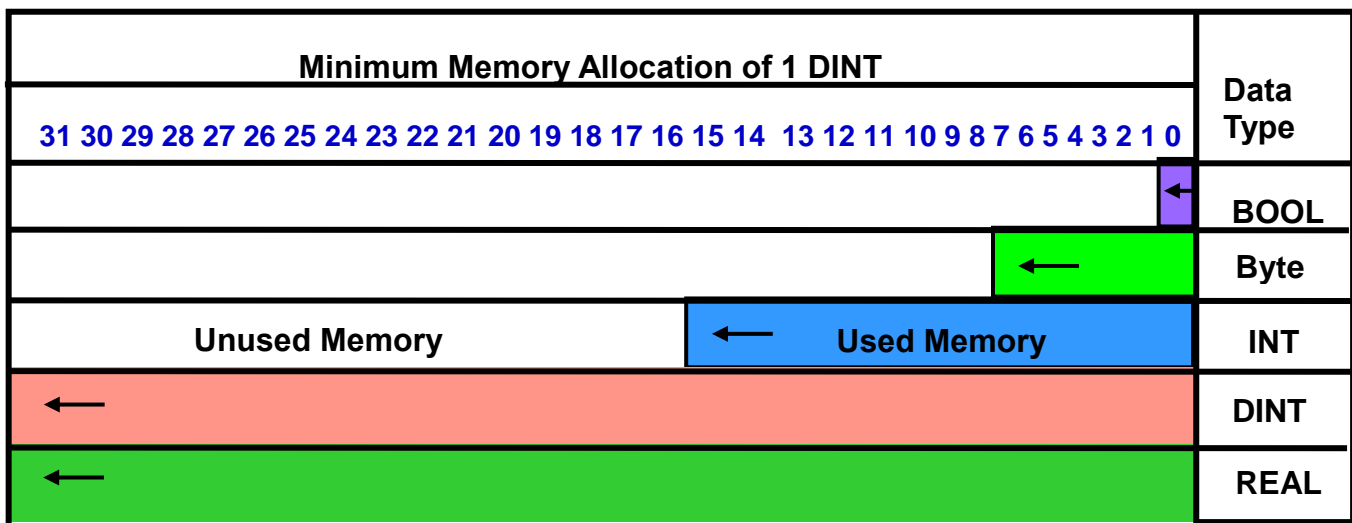 Minimum Memory Allocation of 1 DINT
Data
Type
31 30 29 28 27 26 25 24 23 22 21 20 19 18 17 16 15 14 13 12 11 10 9 8 7 6 5 4 3 2 1 0
BOOL
Byte
Unused Memory Used Memory INT
DINT
REAL